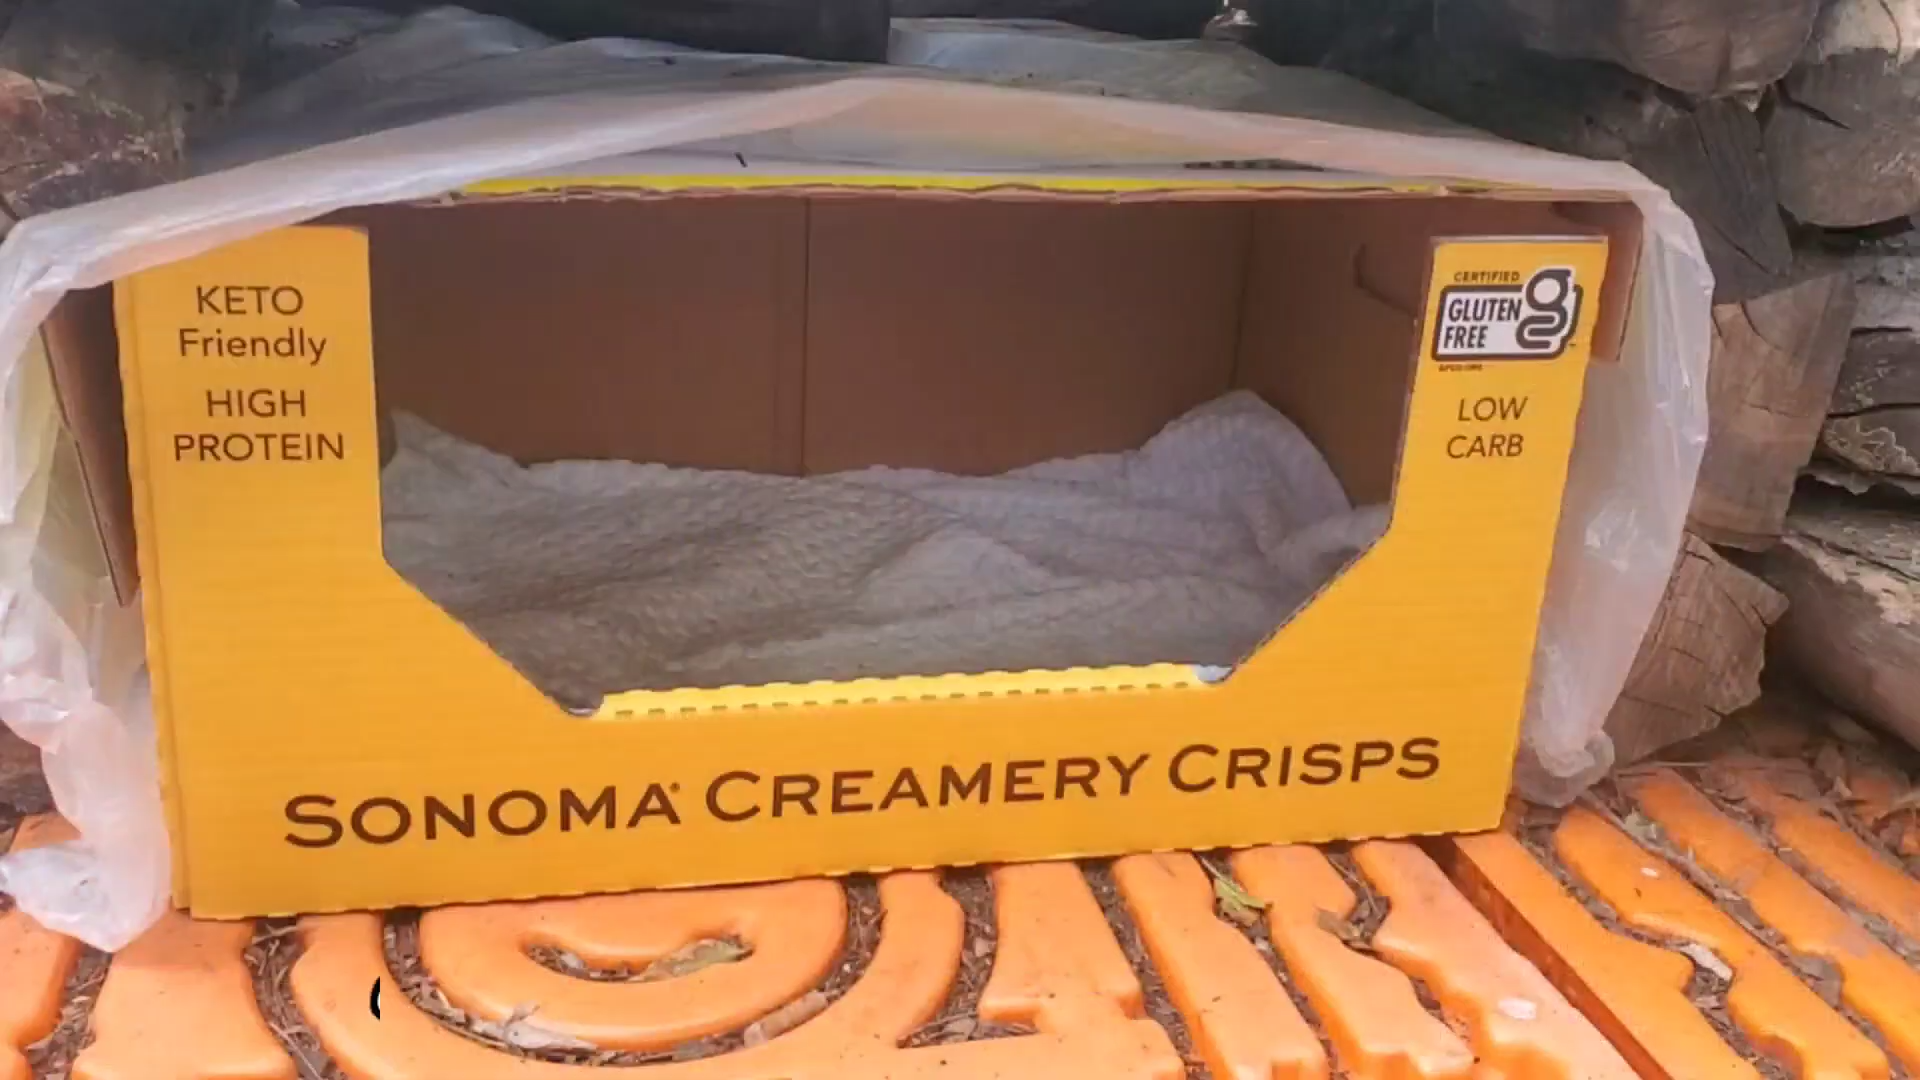 KETO
Friendly
HIGH
PROTEIN
CERTIFIED
GLUTEN
FREE
LOW
CARB
SONOMA® CREAMERY CRISPS